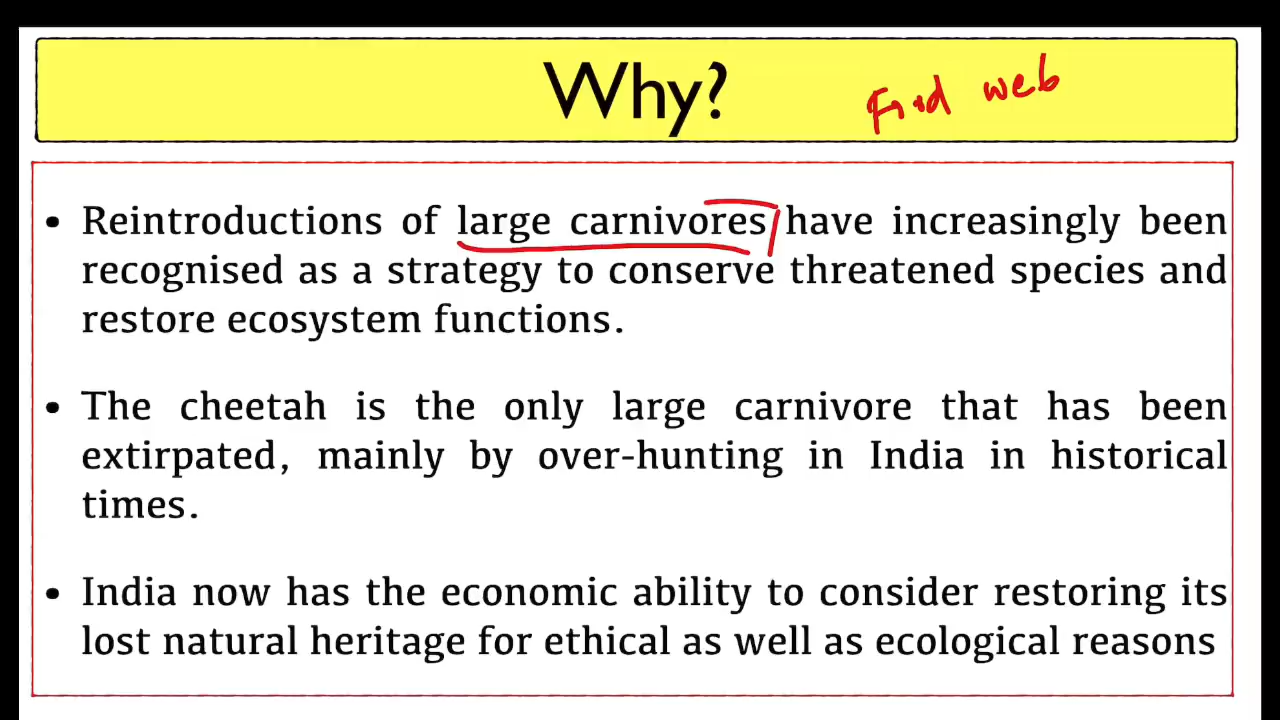 Why?
Food web
• Reintroductions of large carnivores have increasingly been
recognised as a strategy to conserve threatened species and
restore ecosystem functions.
• The cheetah is the only large carnivore that has been
extirpated, mainly by over-hunting in India in historical
times.
• India now has the economic ability to consider restoring its
lost natural heritage for ethical as well as ecological reasons